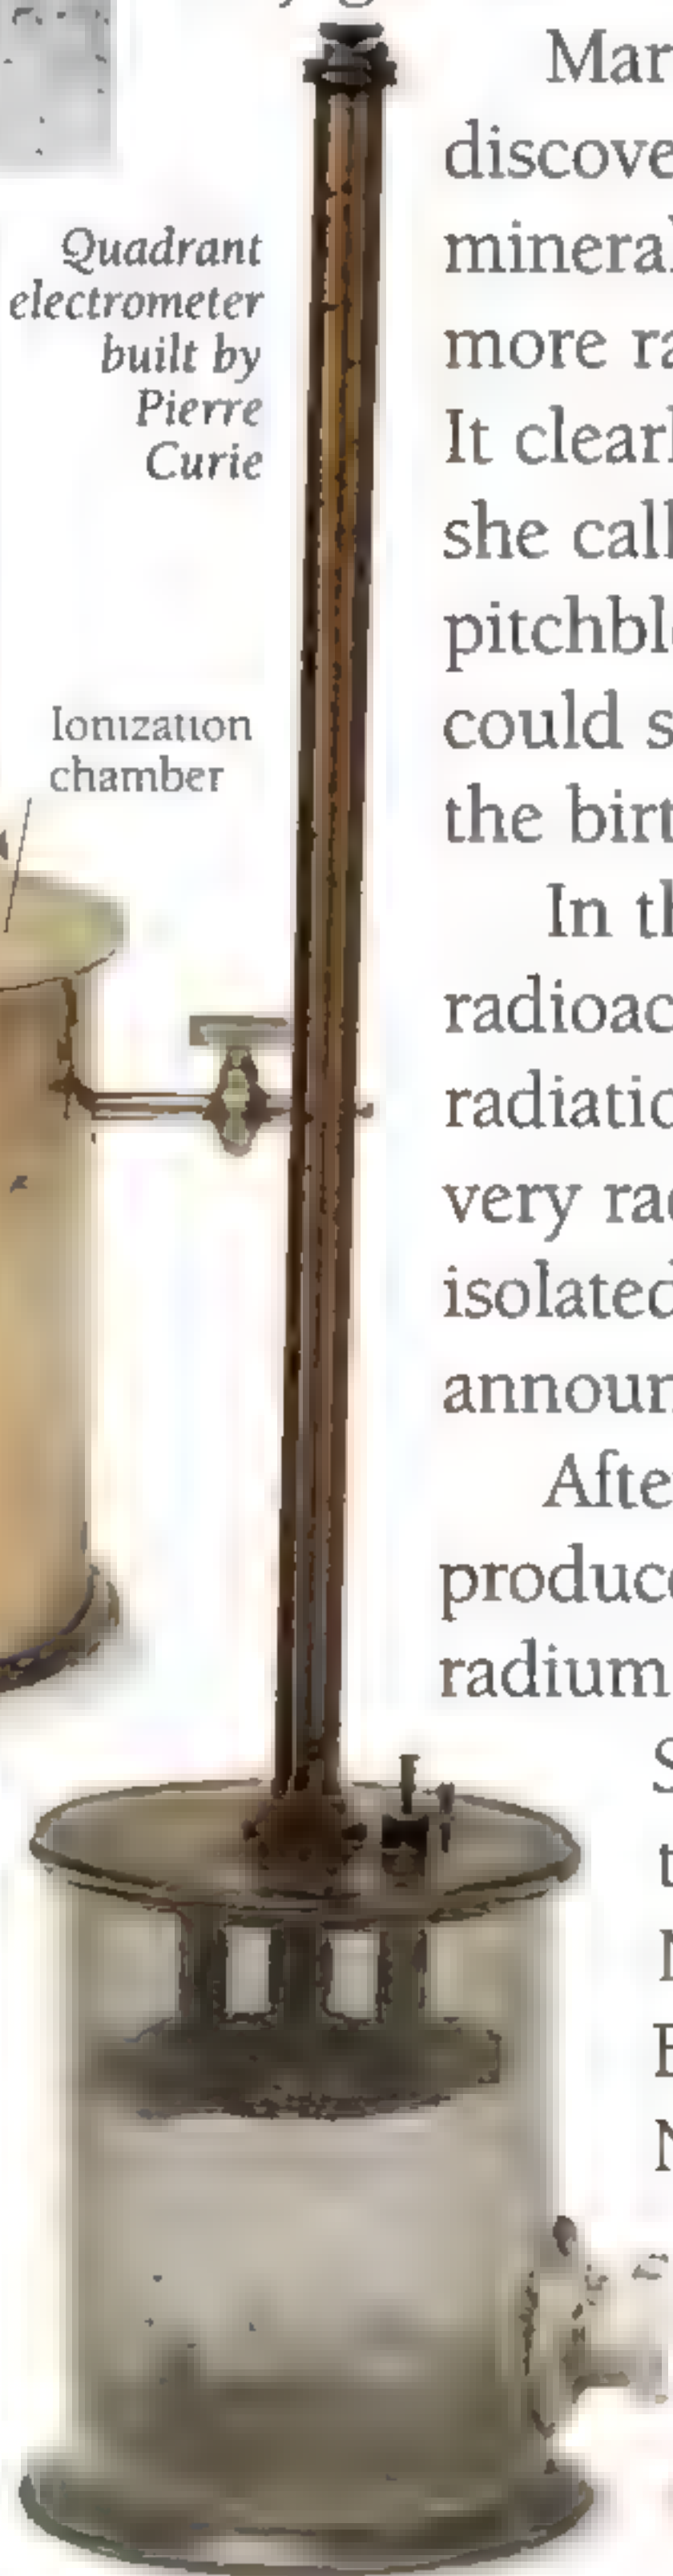 Quadrant
electrometer
built by
Pierre
Curie
Ionization
chamber
Mar
discove
mineral
more ra
It clearl
she call
pitchble
could s
the birt
In th
radioac
radiatio
very rad
isolated
announ
After
produce
radium
S
t